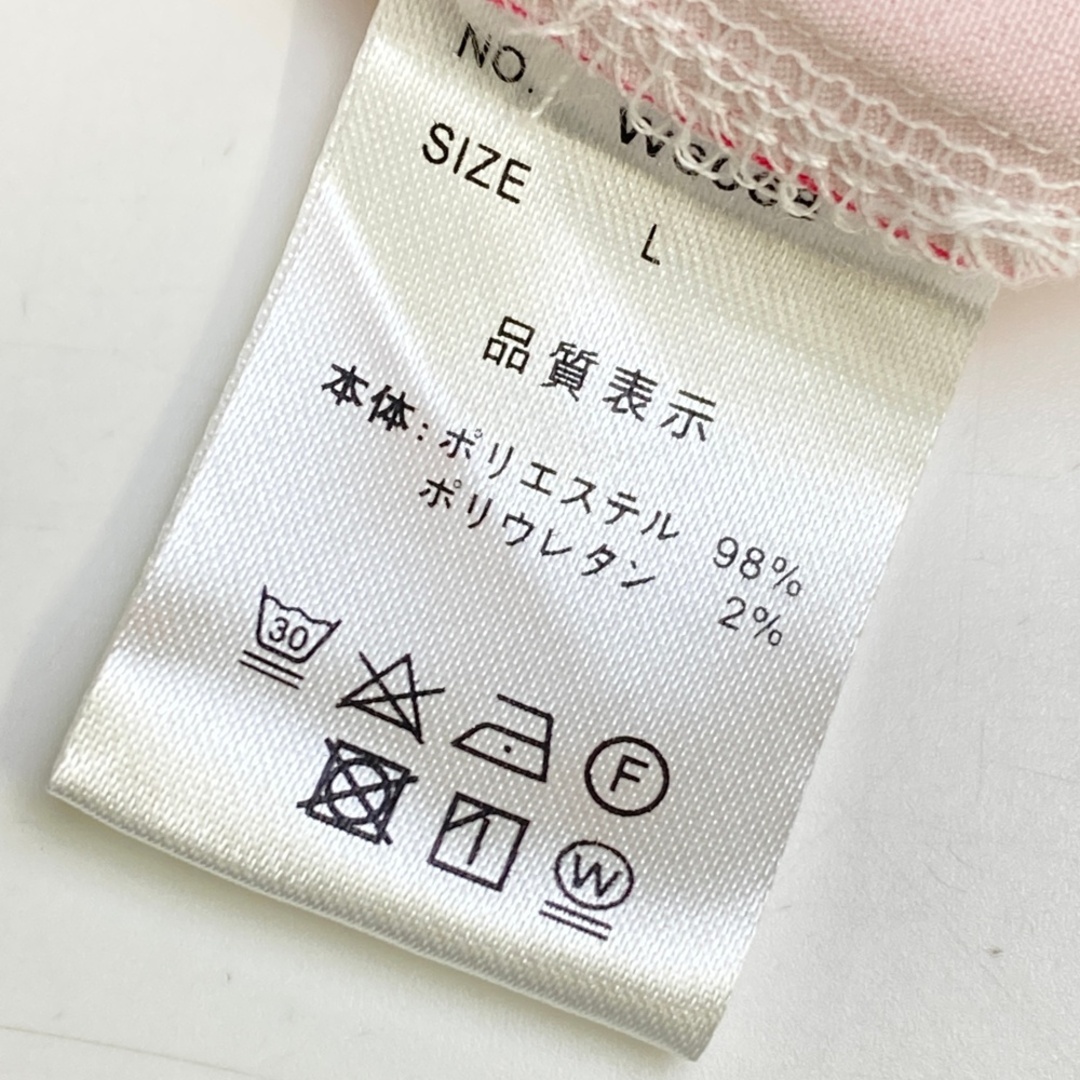 NO.
SIZE L
品質表示
本体:ポリエステル 98%
ポリウレタン 2%
30
F
W